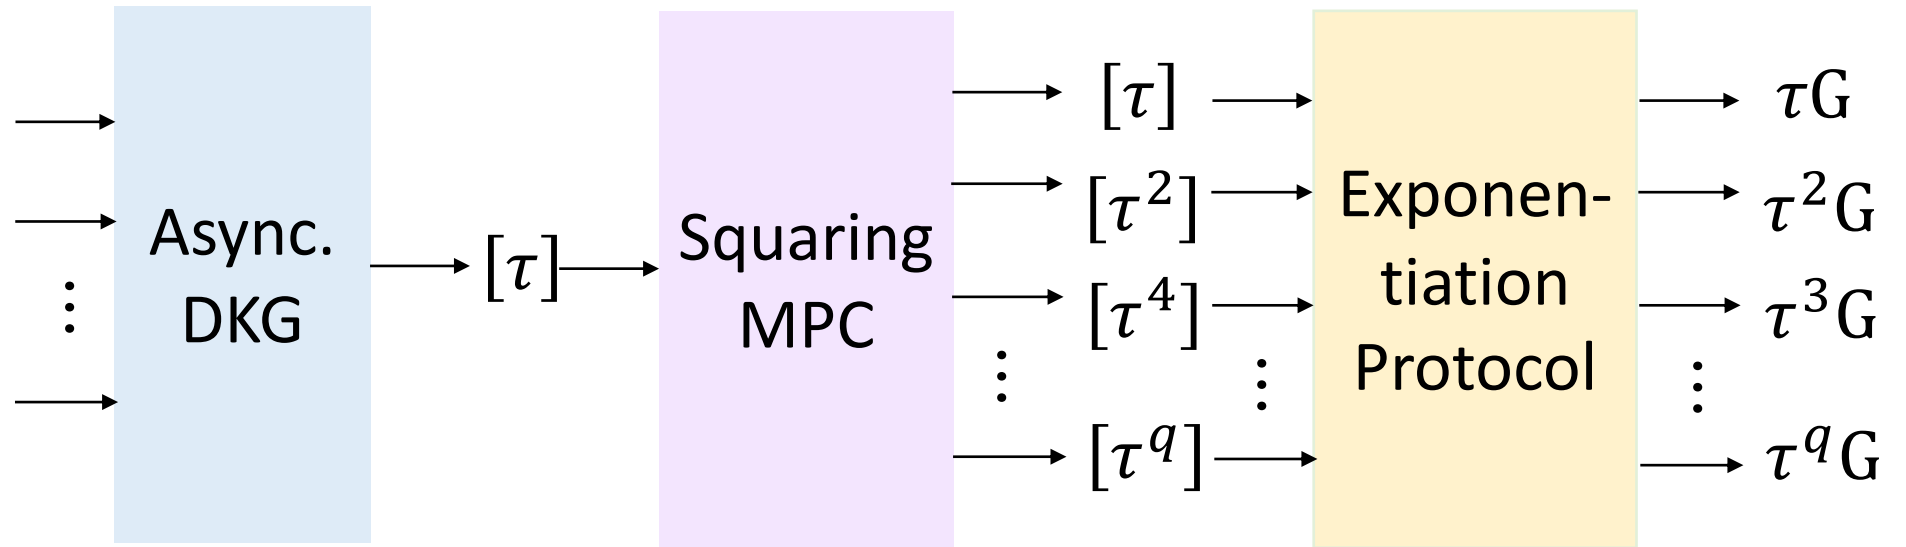 Async.
DKG
[τ]
Squaring
MPC
[τ]
[τ²]
[τ⁴]
⋮
[τ^q]
⋮
Exponen-
tiation
Protocol
τG
τ²G
τ³G
⋮
τ^qG